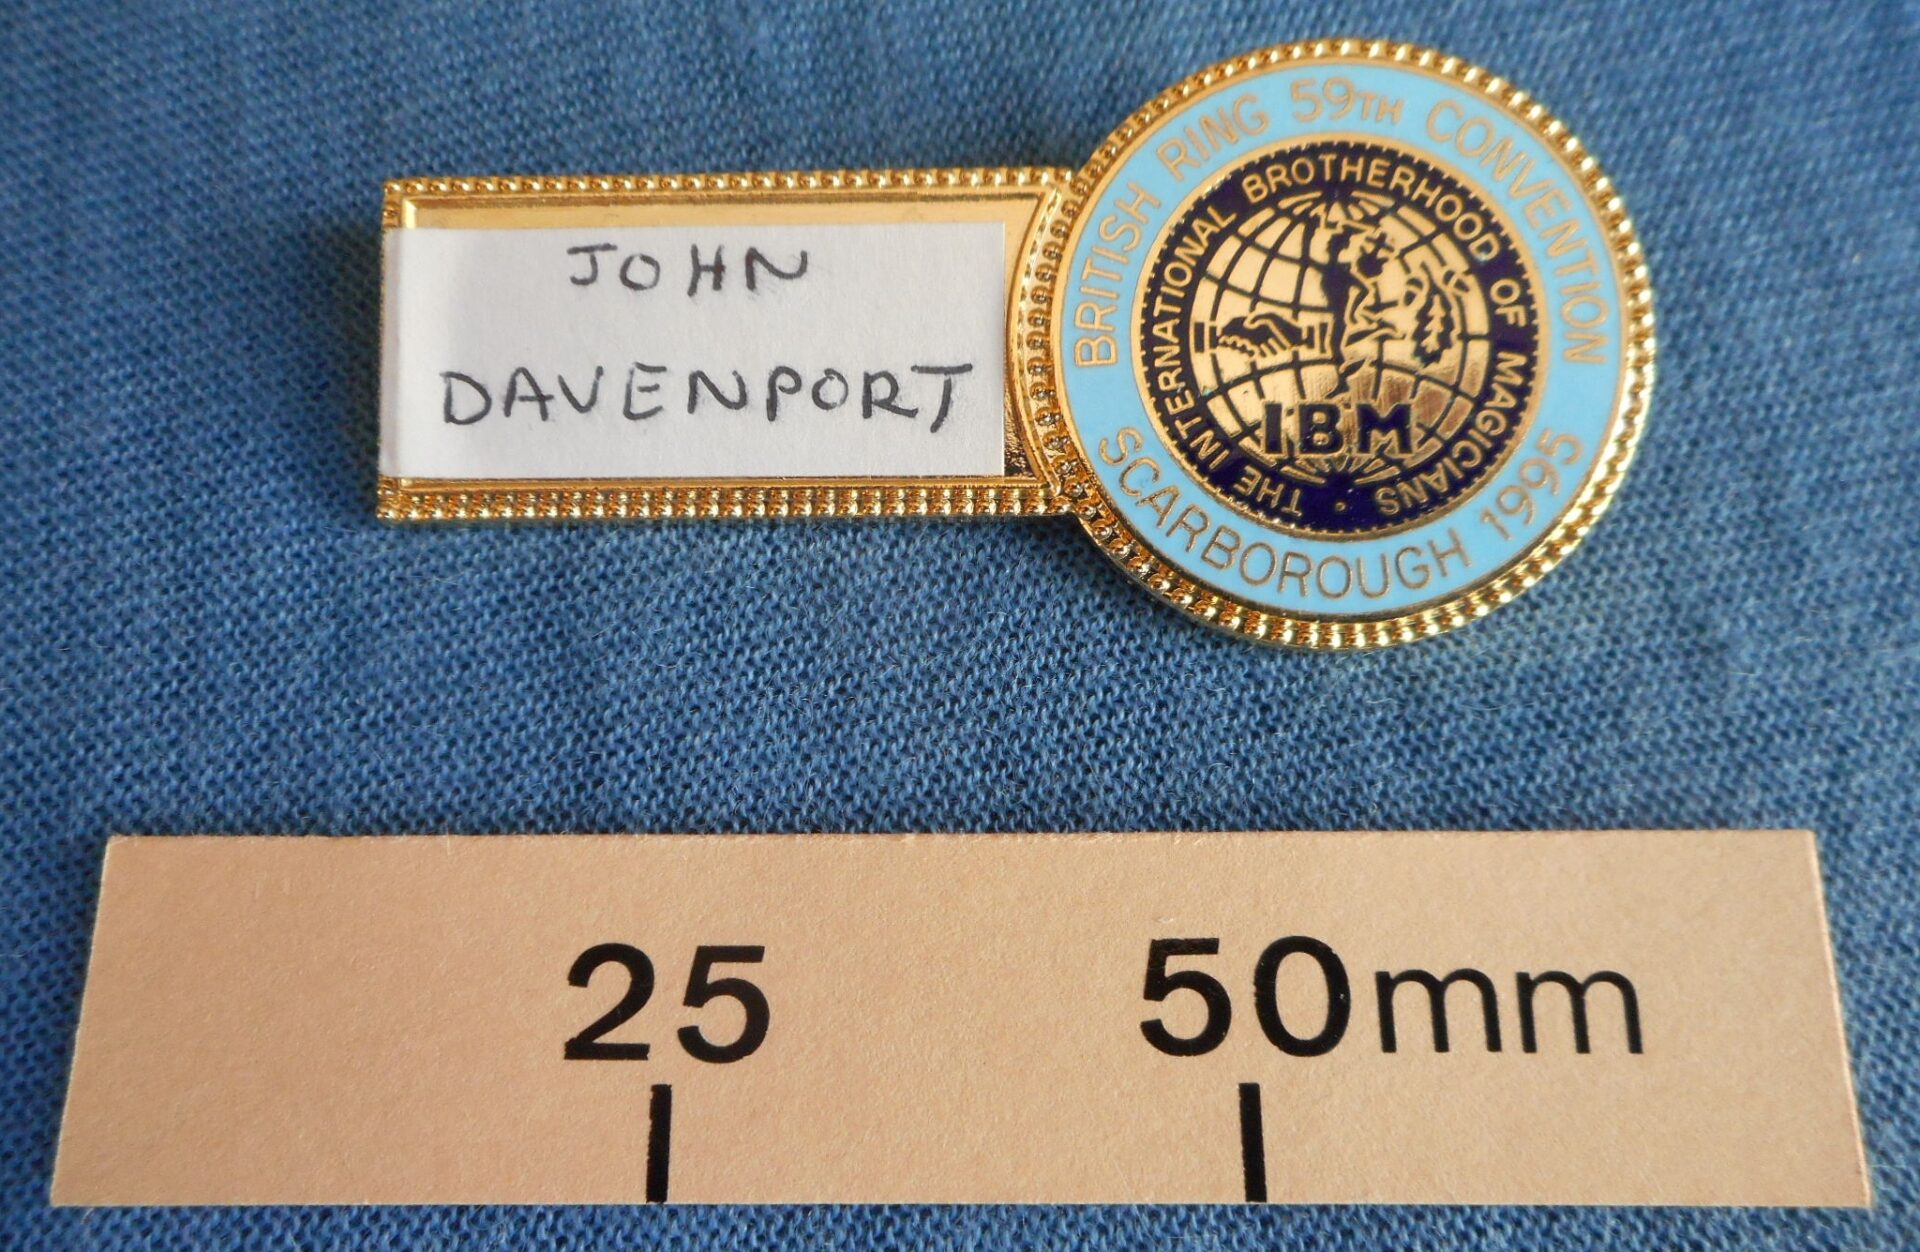 JOHN
DAVENPORT
BRITISH RING 59TH CONVENTION
SCARBOROUGH 1995
THE INTERNATIONAL BROTHERHOOD OF MAGICIANS ·
IBM
25 50mm